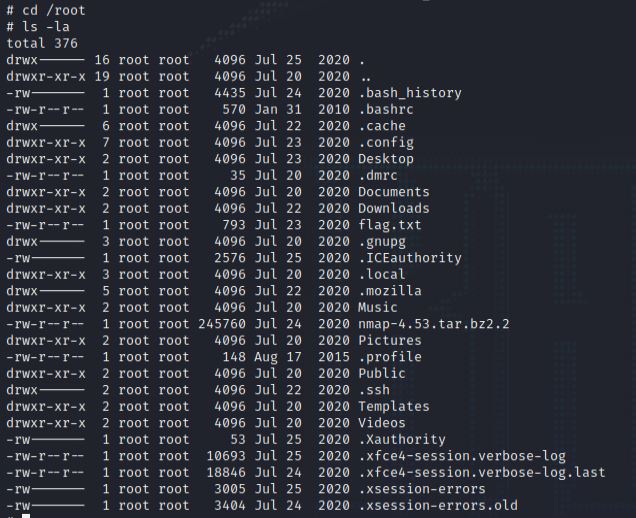 # cd /root
# ls -la
total 376
drwx------ 16 root root   4096 Jul 25  2020 .
drwxr-xr-x 19 root root   4096 Jul 20  2020 ..
-rw-------  1 root root   4435 Jul 24  2020 .bash_history
-rw-r--r--  1 root root    570 Jan 31  2010 .bashrc
drwx------  6 root root   4096 Jul 22  2020 .cache
drwxr-xr-x  7 root root   4096 Jul 23  2020 .config
drwxr-xr-x  2 root root   4096 Jul 23  2020 Desktop
-rw-r--r--  1 root root     35 Jul 20  2020 .dmrc
drwxr-xr-x  2 root root   4096 Jul 20  2020 Documents
drwxr-xr-x  2 root root   4096 Jul 22  2020 Downloads
-rw-r--r--  1 root root    793 Jul 23  2020 flag.txt
drwx------  3 root root   4096 Jul 20  2020 .gnupg
-rw-------  1 root root   2576 Jul 25  2020 .ICEauthority
drwxr-xr-x  3 root root   4096 Jul 20  2020 .local
drwx------  5 root root   4096 Jul 22  2020 .mozilla
drwxr-xr-x  2 root root   4096 Jul 20  2020 Music
-rw-r--r--  1 root root 245760 Jul 24  2020 nmap-4.53.tar.bz2.2
drwxr-xr-x  2 root root   4096 Jul 20  2020 Pictures
-rw-r--r--  1 root root    148 Aug 17  2015 .profile
drwxr-xr-x  2 root root   4096 Jul 20  2020 Public
drwx------  2 root root   4096 Jul 22  2020 .ssh
drwxr-xr-x  2 root root   4096 Jul 20  2020 Templates
drwxr-xr-x  2 root root   4096 Jul 20  2020 Videos
-rw-------  1 root root     53 Jul 25  2020 .Xauthority
-rw-r--r--  1 root root  10693 Jul 25  2020 .xfce4-session.verbose-log
-rw-r--r--  1 root root  18846 Jul 24  2020 .xfce4-session.verbose-log.last
-rw-------  1 root root   3005 Jul 25  2020 .xsession-errors
-rw-------  1 root root   3404 Jul 24  2020 .xsession-errors.old
#